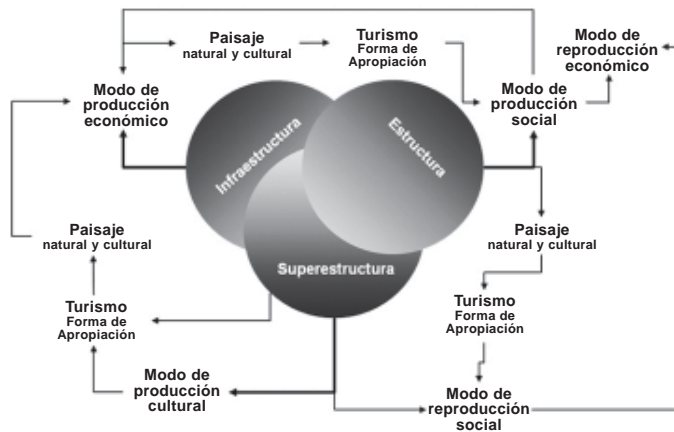 Paisaje
natural y cultural
Turismo
Forma de
Apropiación
Modo de
reproducción
económico
Modo de
producción
económico
Modo de
producción
social
Infraestructura
Estructura
Superestructura
Paisaje
natural y cultural
Paisaje
natural y cultural
Turismo
Forma de
Apropiación
Turismo
Forma de
Apropiación
Modo de
producción
cultural
Modo de
reproducción
social